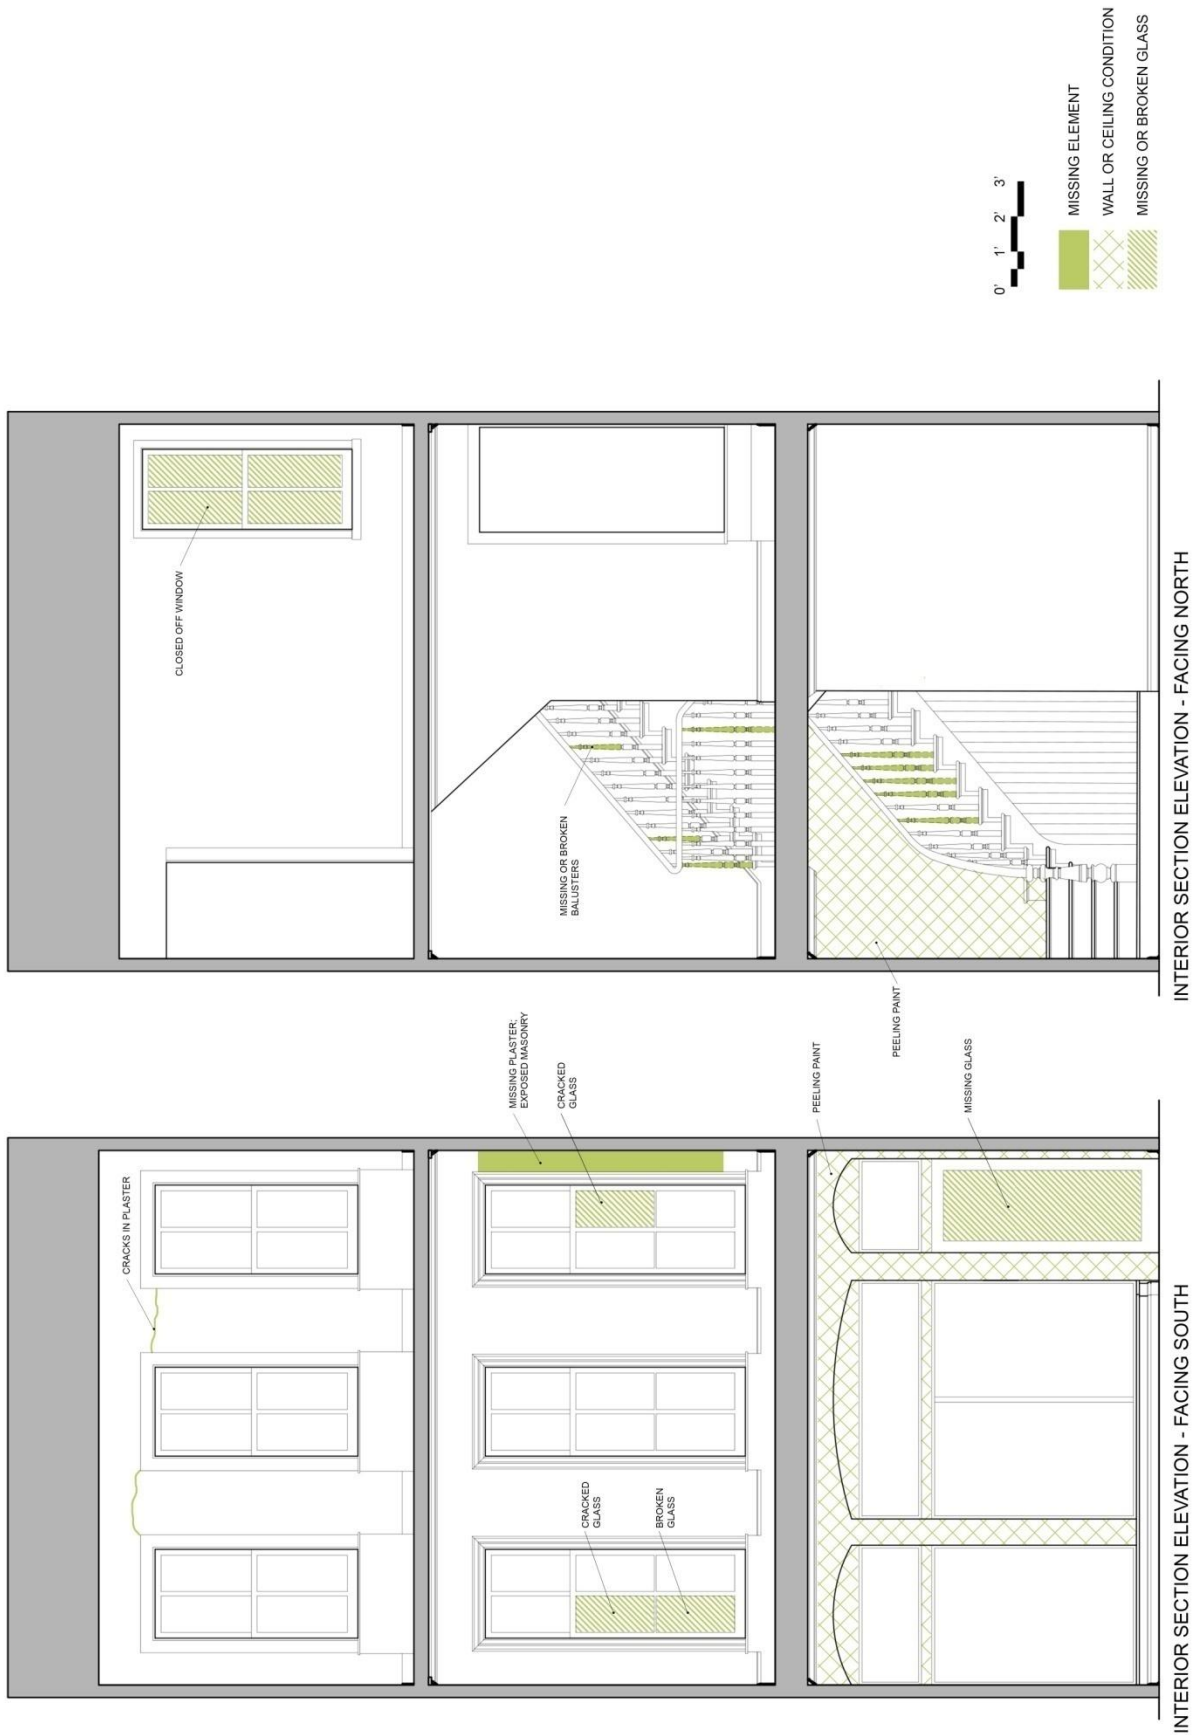 CRACKS IN PLASTER
MISSING PLASTER;
EXPOSED MASONRY
CRACKED
GLASS
CRACKED
GLASS
BROKEN
GLASS
PEELING PAINT
MISSING GLASS
INTERIOR SECTION ELEVATION - FACING SOUTH
CLOSED OFF WINDOW
MISSING OR BROKEN
BALUSTERS
PEELING PAINT
INTERIOR SECTION ELEVATION - FACING NORTH
0' 1' 2' 3'
MISSING ELEMENT
WALL OR CEILING CONDITION
MISSING OR BROKEN GLASS